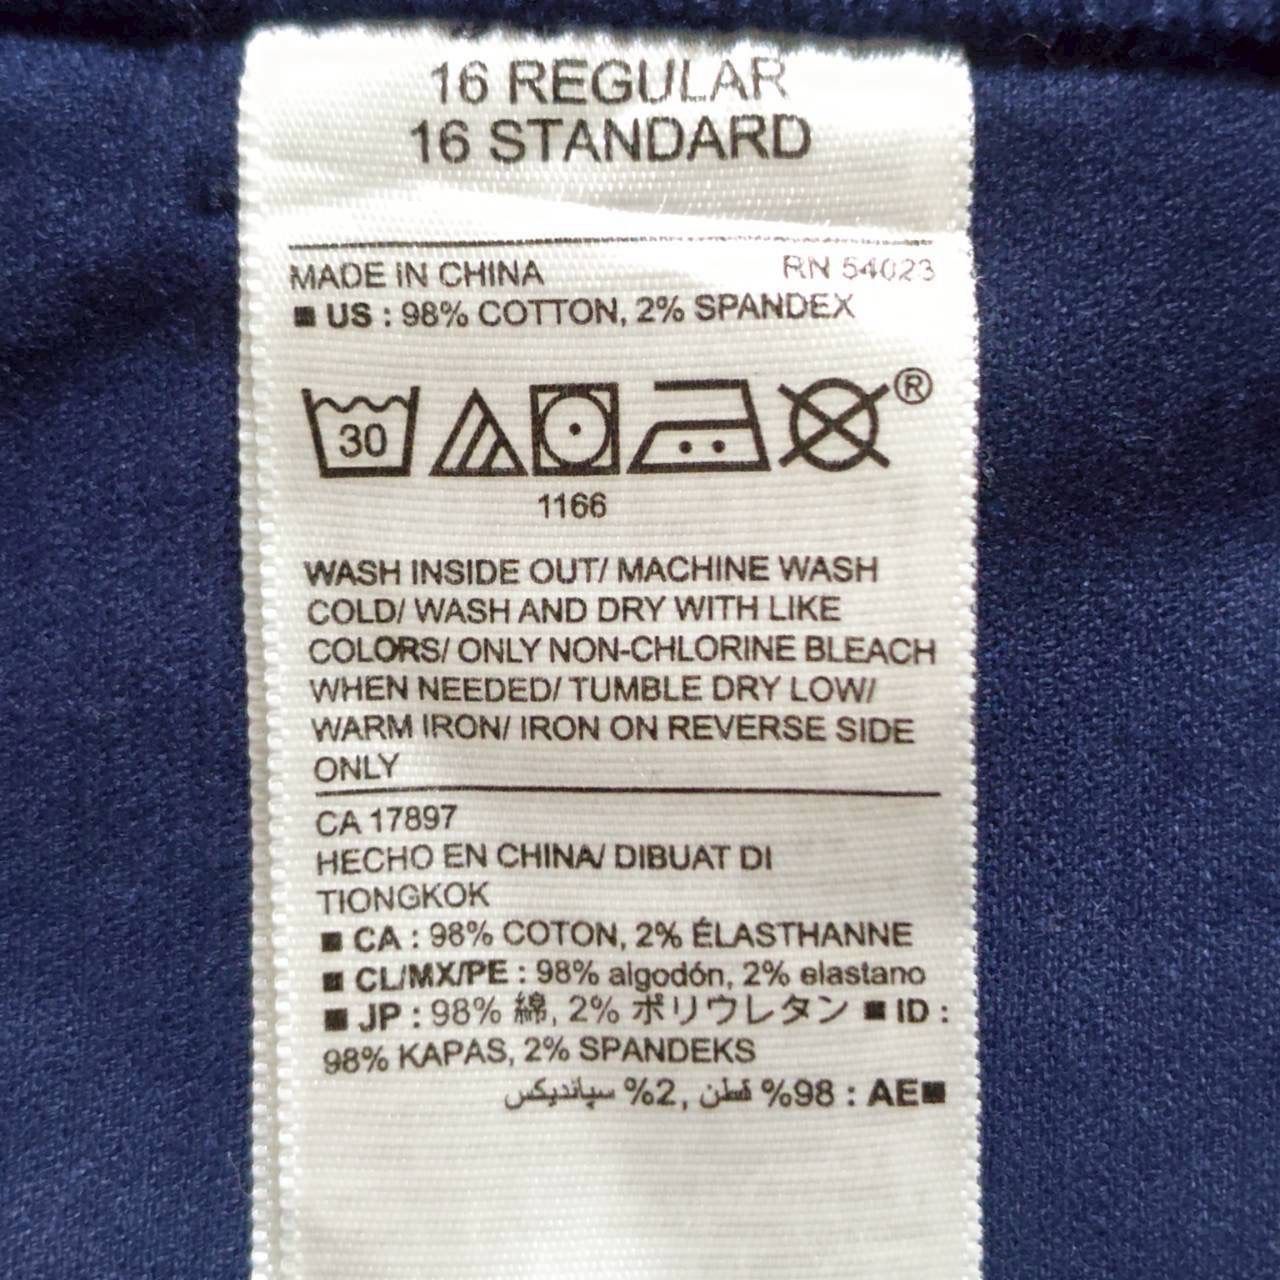 16 REGULAR
16 STANDARD
MADE IN CHINA RN 54023
■ US : 98% COTTON, 2% SPANDEX
30 ®
1166
WASH INSIDE OUT/ MACHINE WASH
COLD/ WASH AND DRY WITH LIKE
COLORS/ ONLY NON-CHLORINE BLEACH
WHEN NEEDED/ TUMBLE DRY LOW/
WARM IRON/ IRON ON REVERSE SIDE
ONLY
CA 17897
HECHO EN CHINA/ DIBUAT DI
TIONGKOK
■ CA : 98% COTON, 2% ÉLASTHANNE
■ CL/MX/PE : 98% algodón, 2% elastano
■ JP : 98% 綿, 2% ポリウレタン ■ ID :
98% KAPAS, 2% SPANDEKS
■AE : 98% قطن, 2% سباندیکس